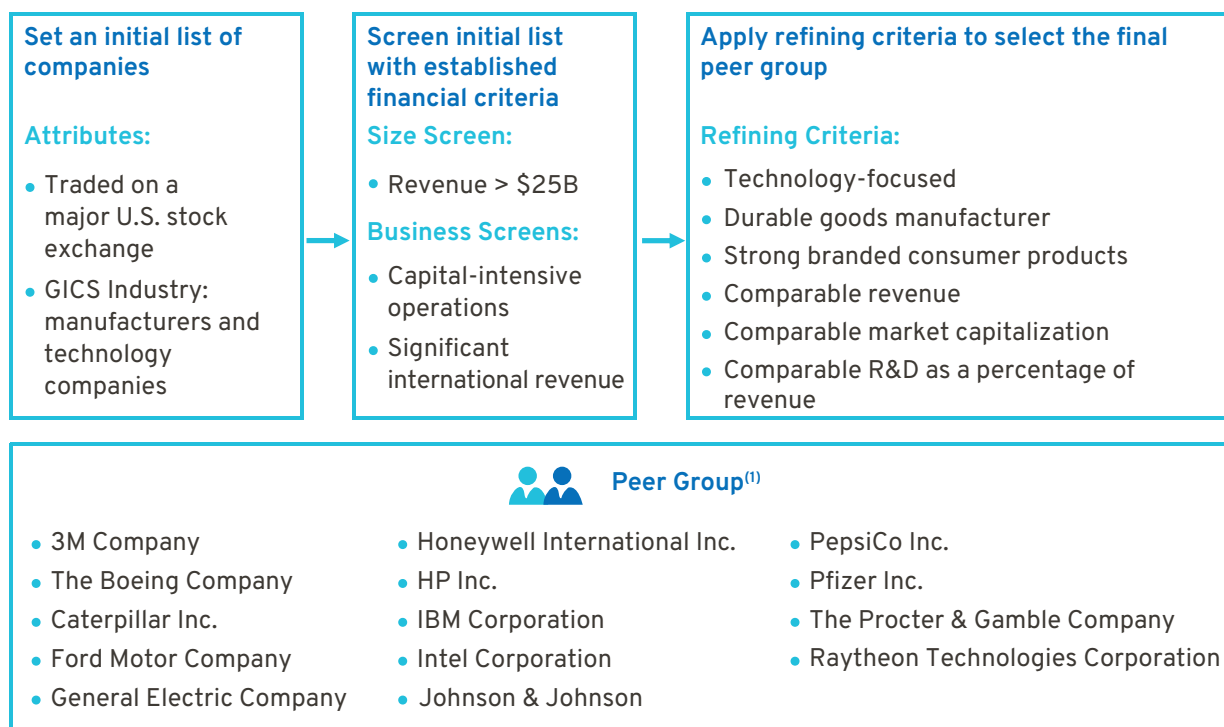 Set an initial list of
companies
Attributes:
• Traded on a
major U.S. stock
exchange
• GICS Industry:
manufacturers and
technology
companies
Screen initial list
with established
financial criteria
Size Screen:
• Revenue > $25B
Business Screens:
• Capital-intensive
operations
• Significant
international revenue
Apply refining criteria to select the final
peer group
Refining Criteria:
• Technology-focused
• Durable goods manufacturer
• Strong branded consumer products
• Comparable revenue
• Comparable market capitalization
• Comparable R&D as a percentage of
revenue
Peer Group(1)
• 3M Company
• The Boeing Company
• Caterpillar Inc.
• Ford Motor Company
• General Electric Company
• Honeywell International Inc.
• HP Inc.
• IBM Corporation
• Intel Corporation
• Johnson & Johnson
• PepsiCo Inc.
• Pfizer Inc.
• The Procter & Gamble Company
• Raytheon Technologies Corporation